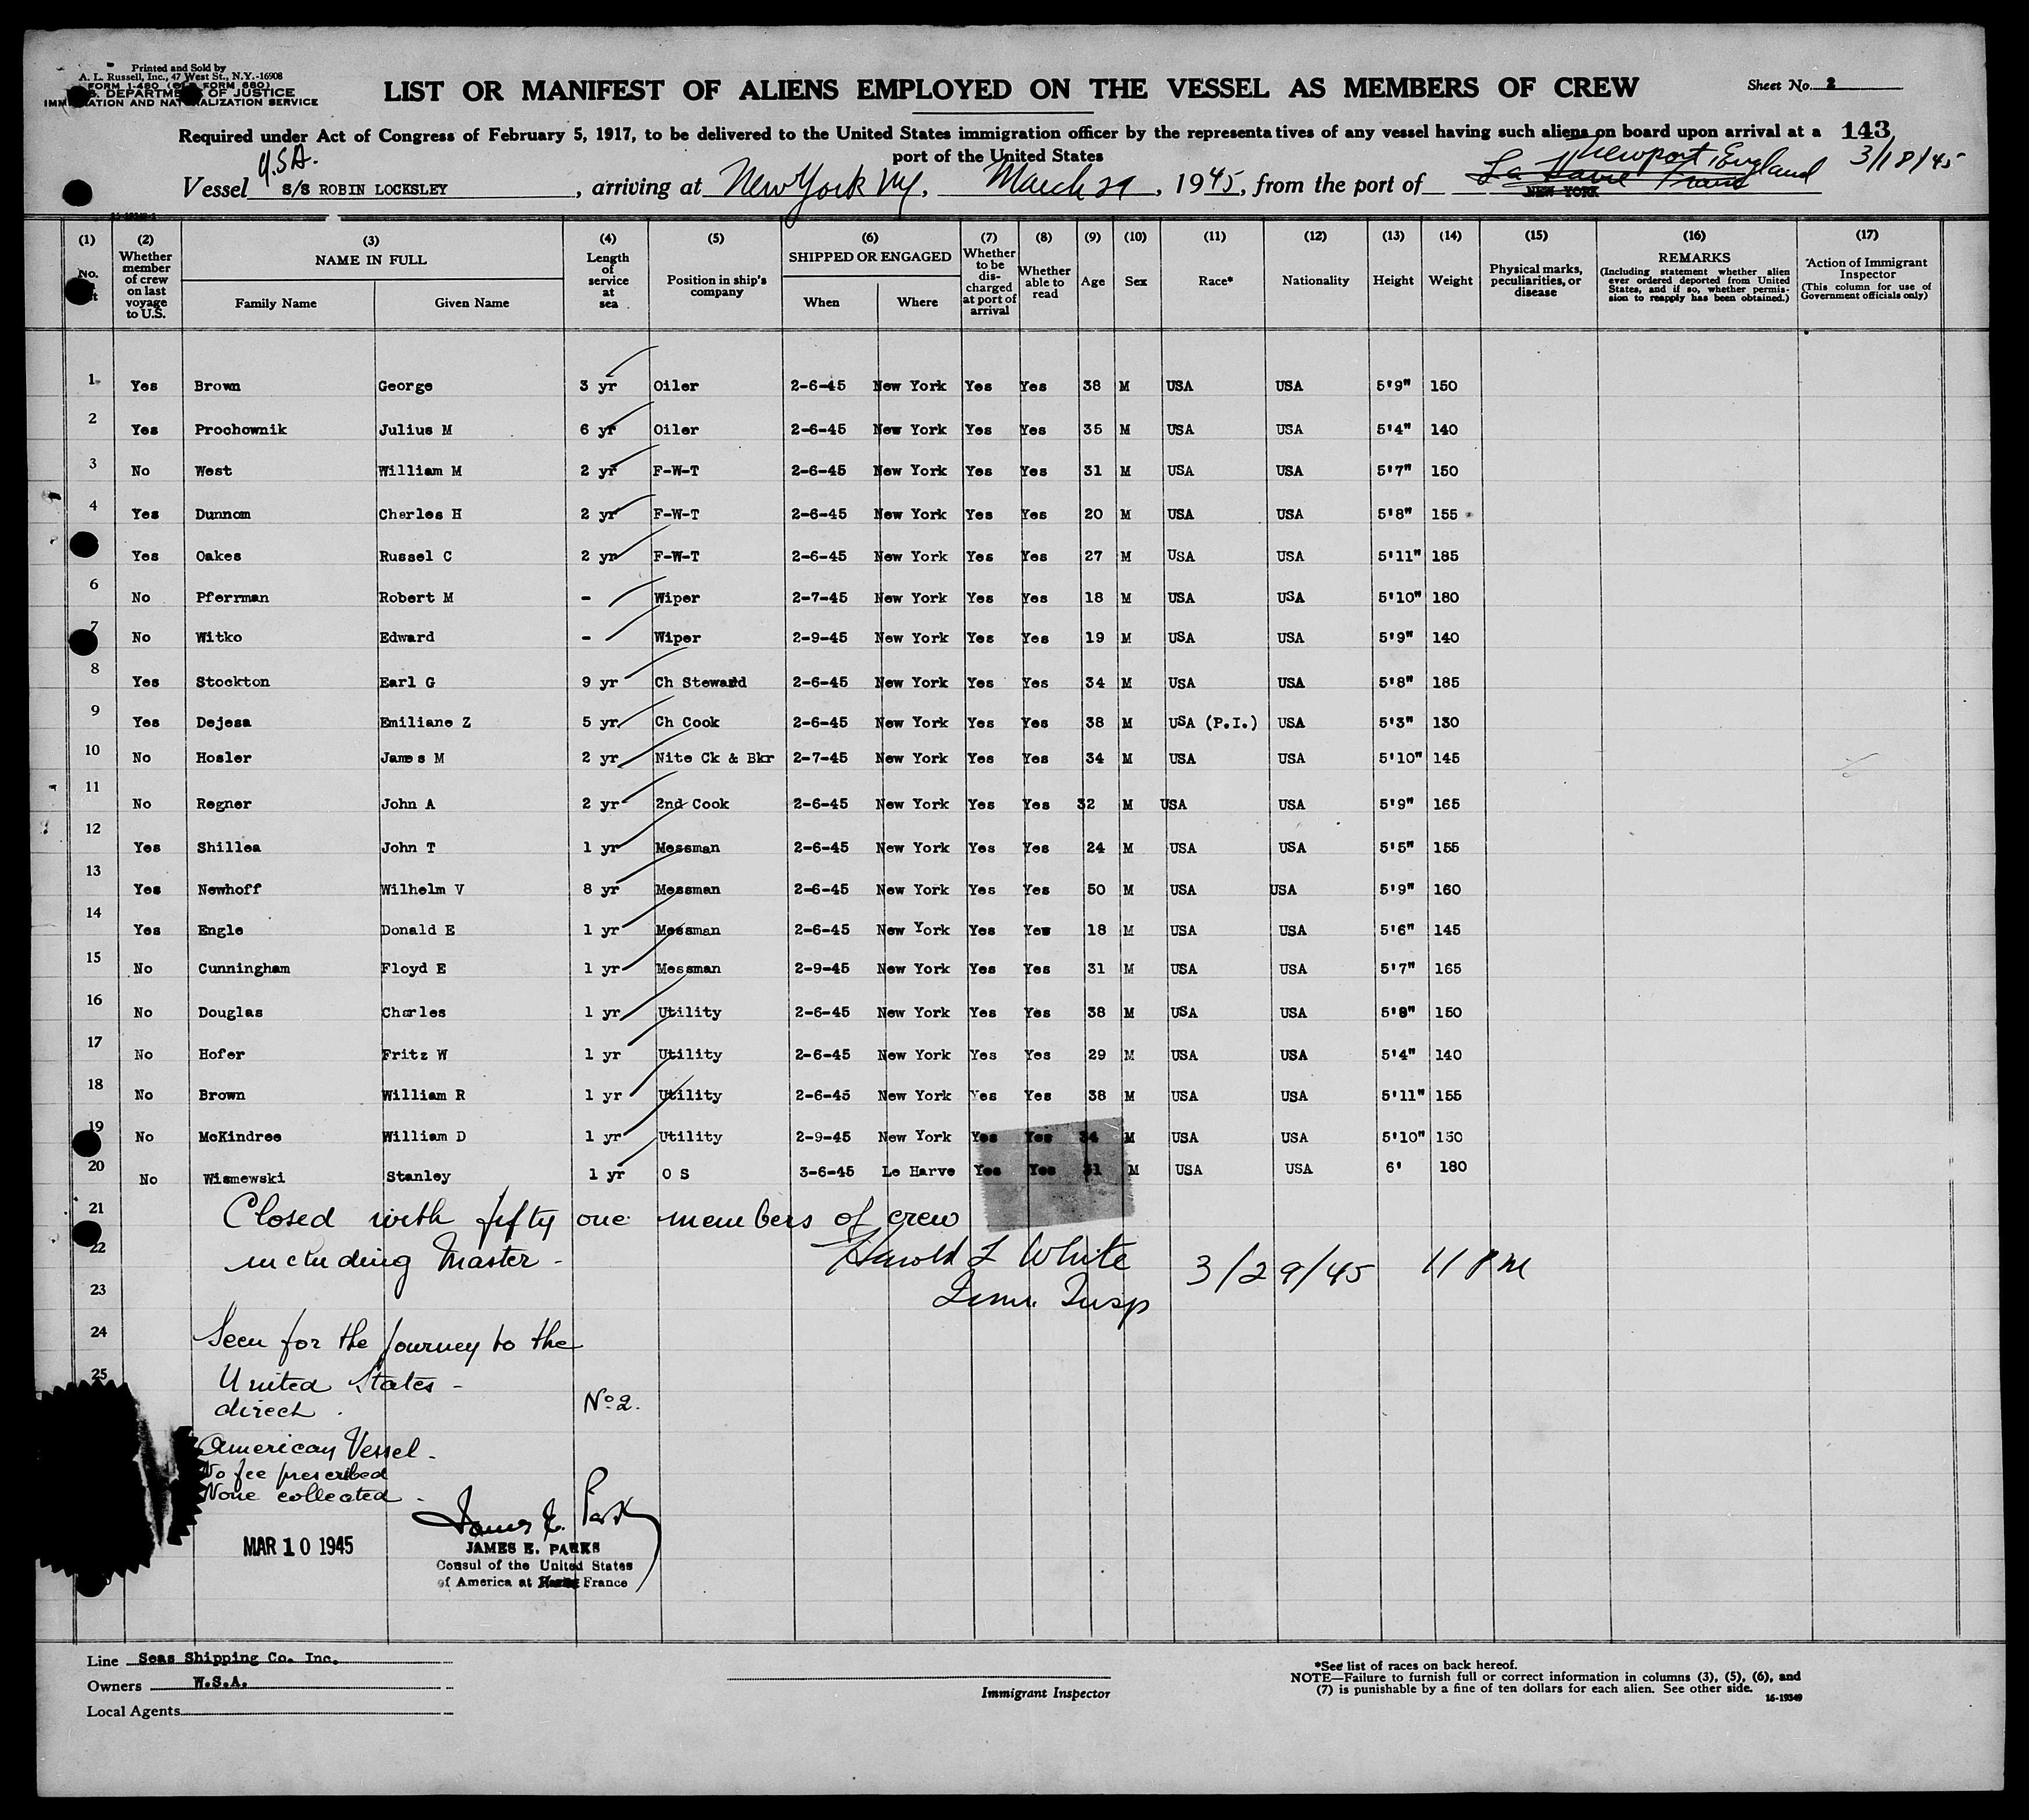 Printed and Sold by
A. L. Russell, Inc., 47 West St., N.Y.-16908
FORM I-480 FORM 680)
DEPARTMENT OF JUSTICE
IMMIGRATION AND NATURALIZATION SERVICE
LIST OR MANIFEST OF ALIENS EMPLOYED ON THE VESSEL AS MEMBERS OF CREW
Sheet No. 2
Required under Act of Congress of February 5, 1917, to be delivered to the United States immigration officer by the representatives of any vessel having such aliens on board upon arrival at a
port of the United States
143
3/18/45
U.S.A.
Newport, England
Vessel S/S ROBIN LOCKSLEY, arriving at New York NY, March 29, 1945, from the port of La Havre France
NEW YORK
(1) No.
(2) Whether member of crew on last voyage to U.S.
(3) NAME IN FULL
Family Name Given Name
(4) Length of service at sea
(5) Position in ship's company
(6) SHIPPED OR ENGAGED
When Where
(7) Whether to be discharged at port of arrival
(8) Whether able to read
(9) Age
(10) Sex
(11) Race*
(12) Nationality
(13) Height
(14) Weight
(15) Physical marks, peculiarities, or disease
(16) REMARKS
(Including statement whether alien ever ordered deported from United States, and if so, whether permission to reapply has been obtained.)
(17) Action of Immigrant Inspector
(This column for use of Government officials only)
1 Yes Brown George 3 yr Oiler 2-6-45 New York Yes Yes 38 M USA USA 5'9" 150
2 Yes Prochownik Julius M 6 yr Oiler 2-6-45 New York Yes Yes 35 M USA USA 5'4" 140
3 No West William M 2 yr F-W-T 2-6-45 New York Yes Yes 31 M USA USA 5'7" 150
4 Yes Dunnom Charles H 2 yr F-W-T 2-6-45 New York Yes Yes 20 M USA USA 5'8" 155
Yes Oakes Russel C 2 yr F-W-T 2-6-45 New York Yes Yes 27 M USA USA 5'11" 185
6 No Pferrman Robert M - Wiper 2-7-45 New York Yes Yes 18 M USA USA 5'10" 180
7 No Witko Edward - Wiper 2-9-45 New York Yes Yes 19 M USA USA 5'9" 140
8 Yes Stockton Earl G 9 yr Ch Steward 2-6-45 New York Yes Yes 34 M USA USA 5'8" 185
9 Yes Dejesa Emiliano Z 5 yr Ch Cook 2-6-45 New York Yes Yes 38 M USA (P.I.) USA 5'3" 130
10 No Hosler James M 2 yr Nite Ck & Bkr 2-7-45 New York Yes Yes 34 M USA USA 5'10" 145
11 No Regner John A 2 yr 2nd Cook 2-6-45 New York Yes Yes 32 M USA USA 5'9" 165
12 Yes Shillea John T 1 yr Messman 2-6-45 New York Yes Yes 24 M USA USA 5'5" 155
13 Yes Newhoff Wilhelm V 8 yr Messman 2-6-45 New York Yes Yes 50 M USA USA 5'9" 160
14 Yes Engle Donald E 1 yr Messman 2-6-45 New York Yes Yes 18 M USA USA 5'6" 145
15 No Cunningham Floyd E 1 yr Messman 2-9-45 New York Yes Yes 31 M USA USA 5'7" 165
16 No Douglas Charles 1 yr Utility 2-6-45 New York Yes Yes 38 M USA USA 5'8" 150
17 No Hofer Fritz W 1 yr Utility 2-6-45 New York Yes Yes 29 M USA USA 5'4" 140
18 No Brown William R 1 yr Utility 2-6-45 New York Yes Yes 38 M USA USA 5'11" 155
19 No McKindree William D 1 yr Utility 2-9-45 New York Yes Yes 34 M USA USA 5'10" 150
20 No Wismewski Stanley 1 yr O S 3-6-45 Le Harve Yes Yes 31 M USA USA 6' 180
21 Closed with fifty one members of crew
22 including Master - Harold L White 3/29/45 11 PM
23 Imm. Insp
24 Seen for the journey to the
25 United States -
direct. No 2.
American Vessel -
No fee prescribed
None collected -
James E. Parks
MAR 10 1945
JAMES E. PARKS
Consul of the United States
of America at France
Line Seas Shipping Co. Inc.
Owners W.S.A.
Local Agents
Immigrant Inspector
*See list of races on back hereof.
NOTE—Failure to furnish full or correct information in columns (3), (5), (6), and
(7) is punishable by a fine of ten dollars for each alien. See other side.
16-19349